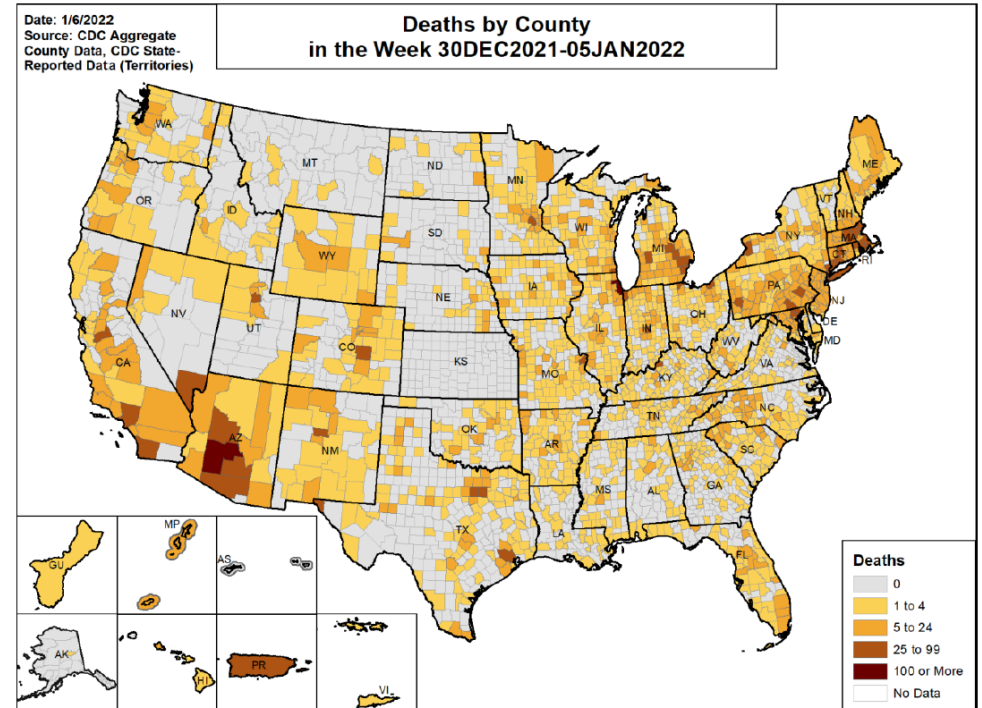 Date: 1/6/2022
Source: CDC Aggregate
County Data, CDC State-
Reported Data (Territories)
Deaths by County
in the Week 30DEC2021-05JAN2022
WA
MT
ND
MN
ME
OR
ID
SD
WI
MI
VT
NH
NY
MA
CT
RI
WY
NE
IA
PA
NJ
NV
UT
CO
IL
IN
OH
DE
MD
WV
VA
CA
KS
MO
KY
AZ
NM
OK
AR
TN
NC
SC
MS
AL
GA
TX
LA
FL
GU
MP
AS
AK
HI
PR
VI
Deaths
0
1 to 4
5 to 24
25 to 99
100 or More
No Data